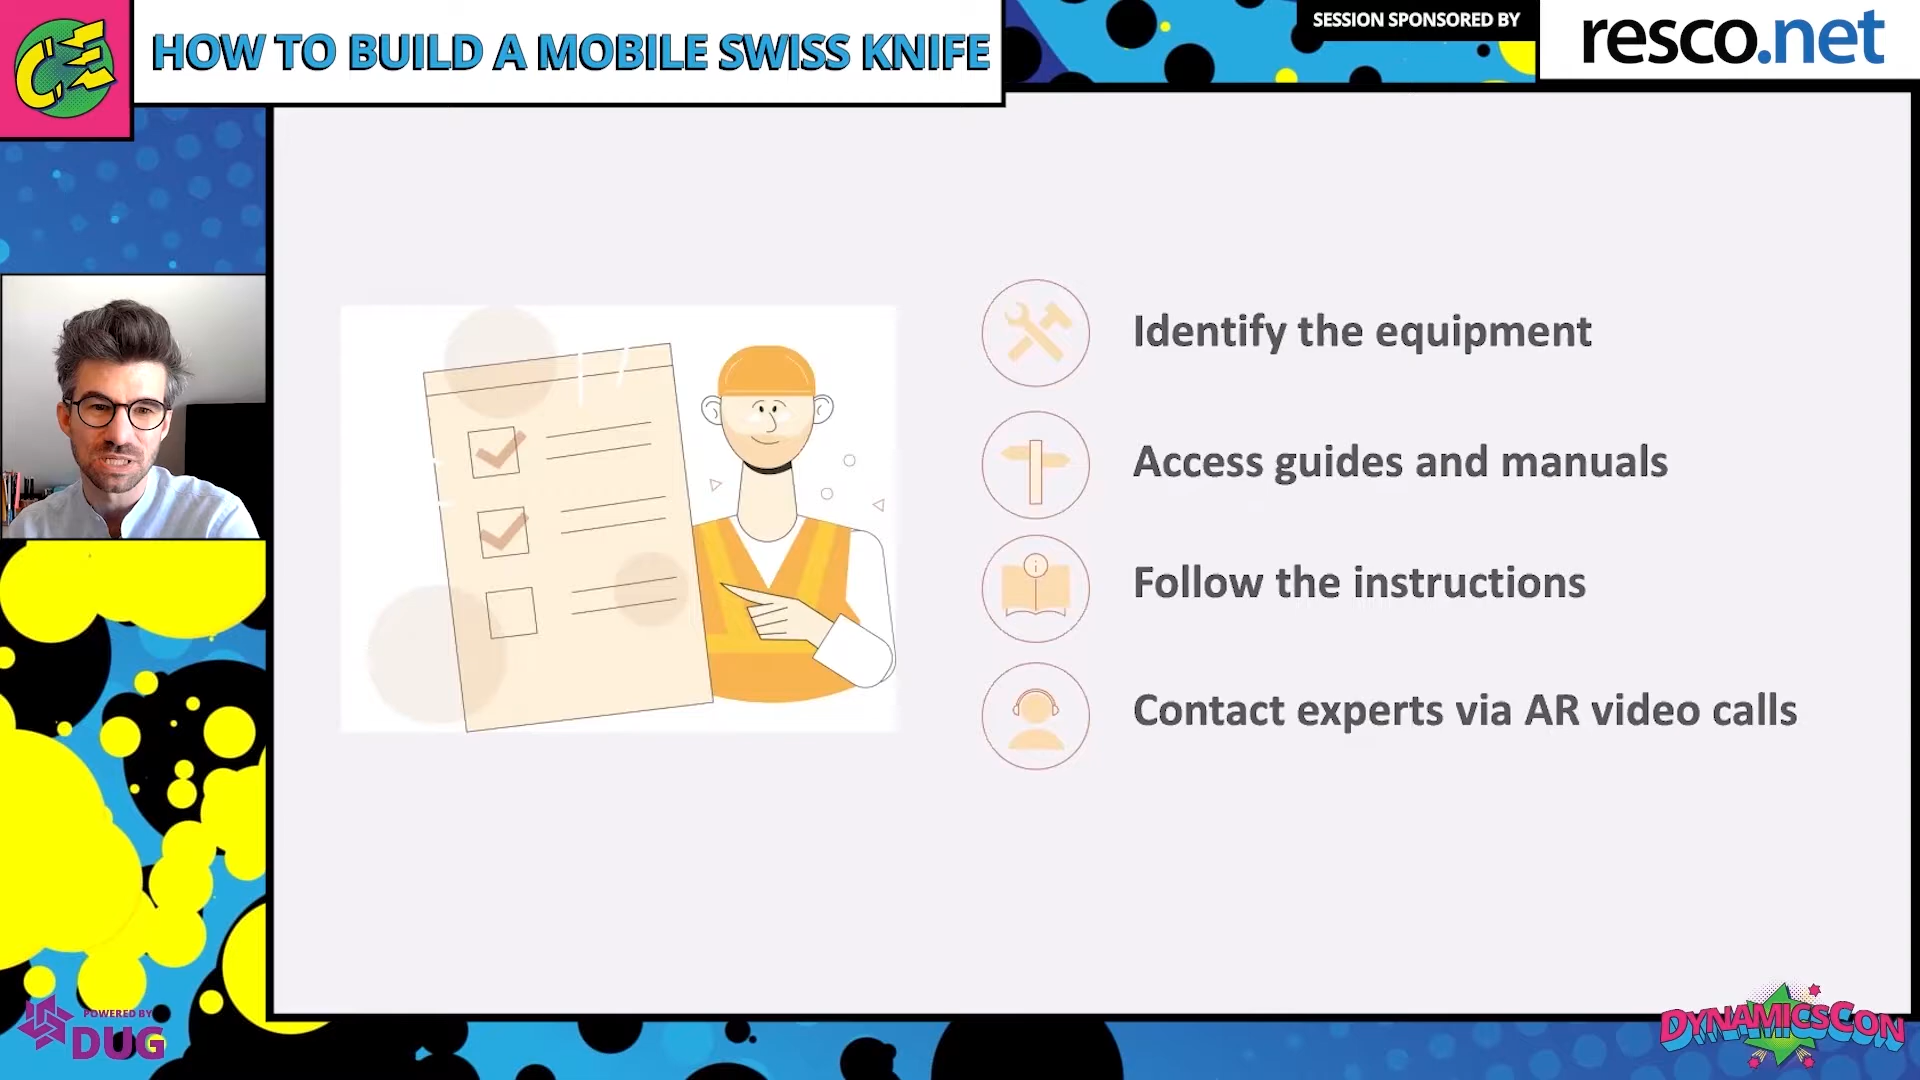 CE
HOW TO BUILD A MOBILE SWISS KNIFE
SESSION SPONSORED BY
resco.net
Identify the equipment
Access guides and manuals
Follow the instructions
i
Contact experts via AR video calls
POWERED BY
DUG
DYNAMICSCON